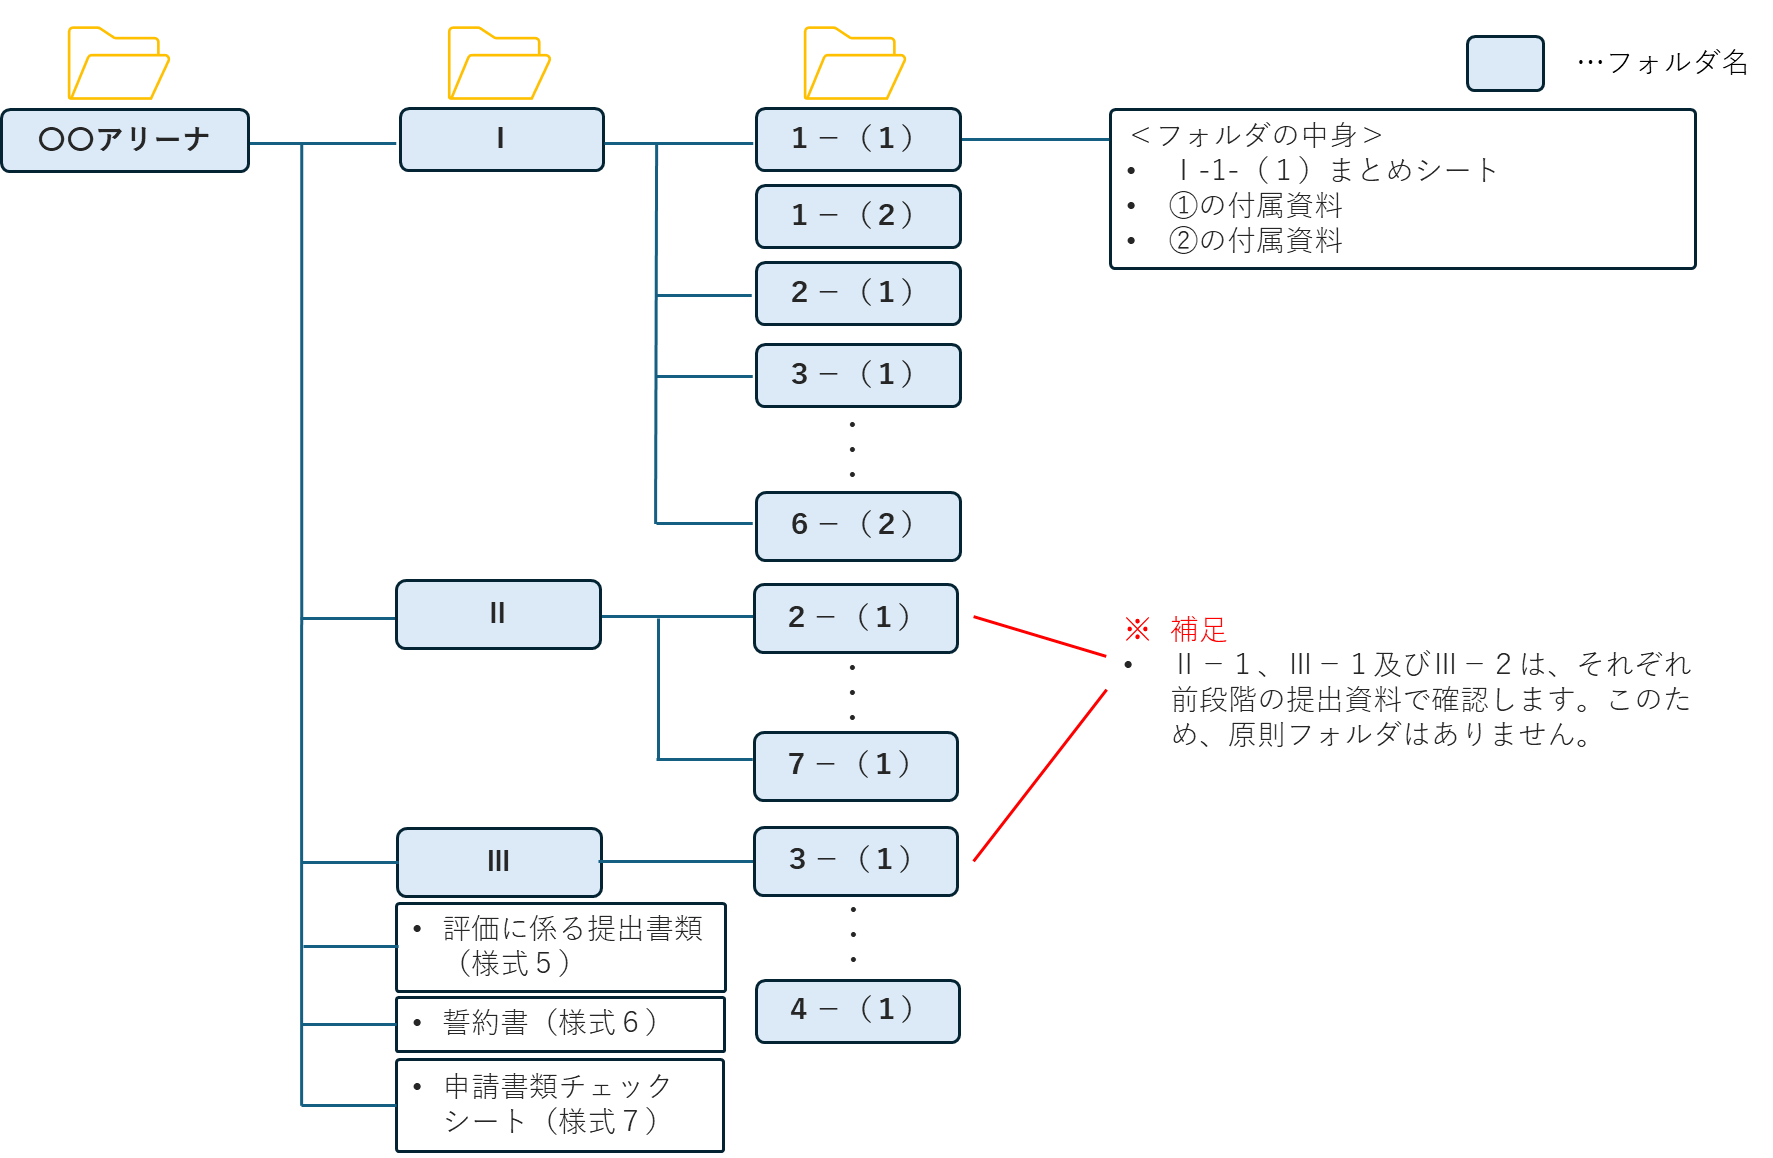 …フォルダ名
〇〇アリーナ
Ⅰ
１－（１）
＜フォルダの中身＞
• Ⅰ-1-（１）まとめシート
• ①の付属資料
• ②の付属資料
１－（２）
２－（１）
３－（１）
・
・
・
６－（２）
Ⅱ
２－（１）
・
・
・
７－（１）
※ 補足
• Ⅱ－１、Ⅲ－１及びⅢ－２は、それぞれ
前段階の提出資料で確認します。このた
め、原則フォルダはありません。
Ⅲ
３－（１）
・
・
・
４－（１）
• 評価に係る提出書類
（様式５）
• 誓約書（様式６）
• 申請書類チェック
シート（様式７）